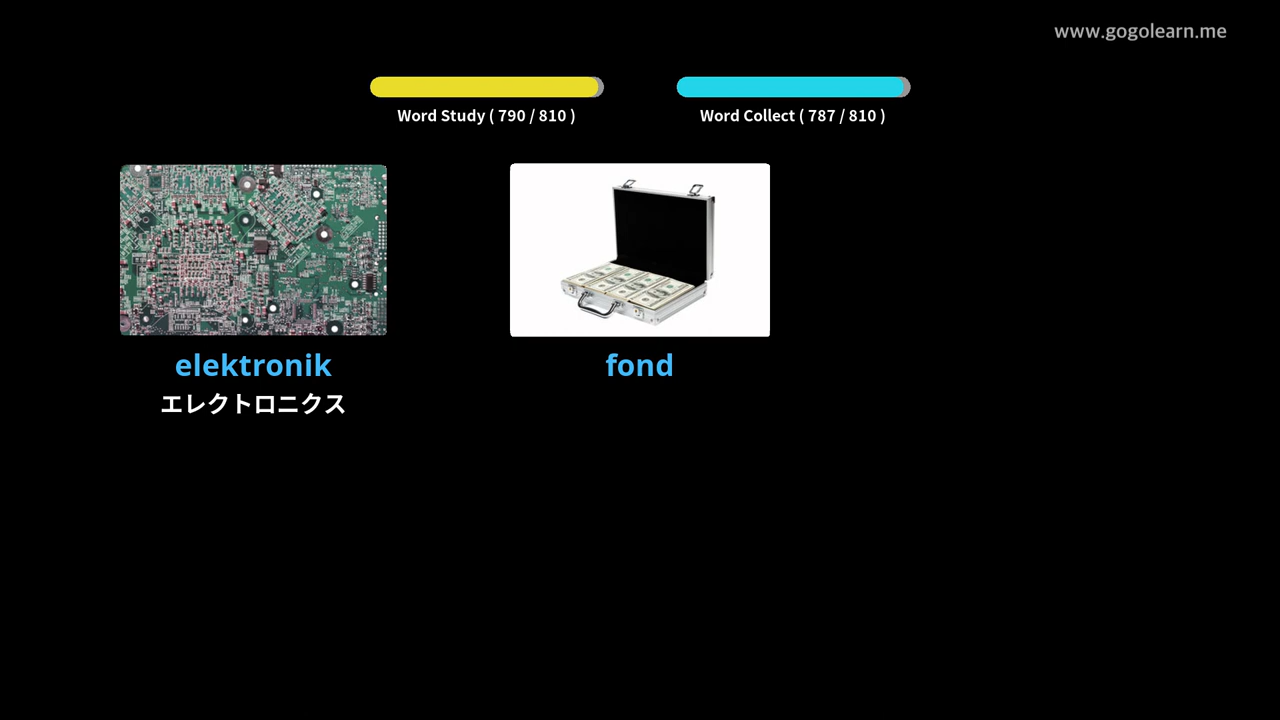 www.gogolearn.me
Word Study ( 790 / 810 )
Word Collect ( 787 / 810 )
elektronik
エレクトロニクス
fond